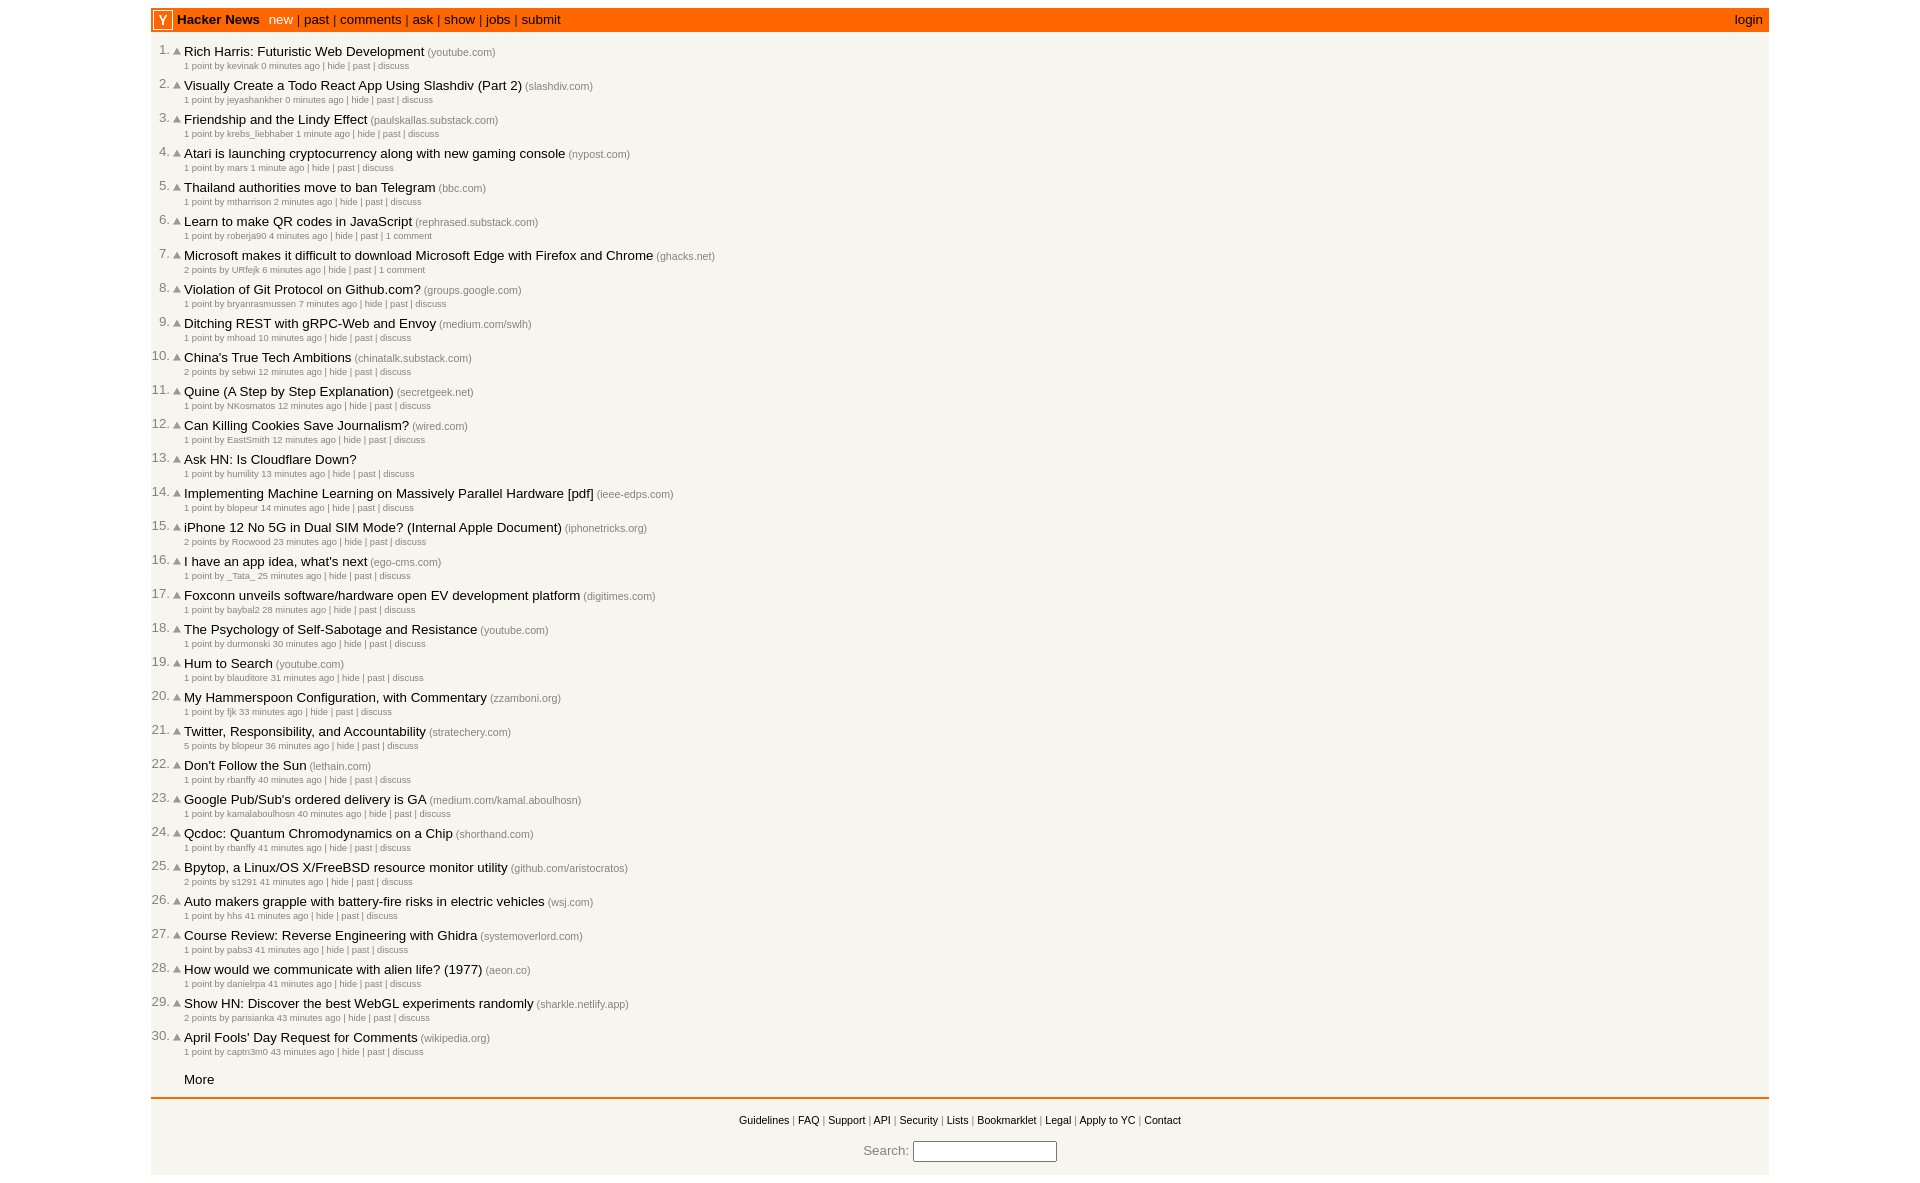 Y Hacker News new | past | comments | ask | show | jobs | submit login
1. Rich Harris: Futuristic Web Development (youtube.com)
1 point by kevinak 0 minutes ago | hide | past | discuss
2. Visually Create a Todo React App Using Slashdiv (Part 2) (slashdiv.com)
1 point by jeyashankher 0 minutes ago | hide | past | discuss
3. Friendship and the Lindy Effect (paulskallas.substack.com)
1 point by krebs_liebhaber 1 minute ago | hide | past | discuss
4. Atari is launching cryptocurrency along with new gaming console (nypost.com)
1 point by mars 1 minute ago | hide | past | discuss
5. Thailand authorities move to ban Telegram (bbc.com)
1 point by mtharrison 2 minutes ago | hide | past | discuss
6. Learn to make QR codes in JavaScript (rephrased.substack.com)
1 point by roberja90 4 minutes ago | hide | past | 1 comment
7. Microsoft makes it difficult to download Microsoft Edge with Firefox and Chrome (ghacks.net)
2 points by URfejk 6 minutes ago | hide | past | 1 comment
8. Violation of Git Protocol on Github.com? (groups.google.com)
1 point by bryanrasmussen 7 minutes ago | hide | past | discuss
9. Ditching REST with gRPC-Web and Envoy (medium.com/swlh)
1 point by mhoad 10 minutes ago | hide | past | discuss
10. China's True Tech Ambitions (chinatalk.substack.com)
2 points by sebwi 12 minutes ago | hide | past | discuss
11. Quine (A Step by Step Explanation) (secretgeek.net)
1 point by NKosmatos 12 minutes ago | hide | past | discuss
12. Can Killing Cookies Save Journalism? (wired.com)
1 point by EastSmith 12 minutes ago | hide | past | discuss
13. Ask HN: Is Cloudflare Down?
1 point by humility 13 minutes ago | hide | past | discuss
14. Implementing Machine Learning on Massively Parallel Hardware [pdf] (ieee-edps.com)
1 point by blopeur 14 minutes ago | hide | past | discuss
15. iPhone 12 No 5G in Dual SIM Mode? (Internal Apple Document) (iphonetricks.org)
2 points by Rocwood 23 minutes ago | hide | past | discuss
16. I have an app idea, what's next (ego-cms.com)
1 point by _Tata_ 25 minutes ago | hide | past | discuss
17. Foxconn unveils software/hardware open EV development platform (digitimes.com)
1 point by baybal2 28 minutes ago | hide | past | discuss
18. The Psychology of Self-Sabotage and Resistance (youtube.com)
1 point by durmonski 30 minutes ago | hide | past | discuss
19. Hum to Search (youtube.com)
1 point by blauditore 31 minutes ago | hide | past | discuss
20. My Hammerspoon Configuration, with Commentary (zzamboni.org)
1 point by fjk 33 minutes ago | hide | past | discuss
21. Twitter, Responsibility, and Accountability (stratechery.com)
5 points by blopeur 36 minutes ago | hide | past | discuss
22. Don't Follow the Sun (lethain.com)
1 point by rbanffy 40 minutes ago | hide | past | discuss
23. Google Pub/Sub's ordered delivery is GA (medium.com/kamal.aboulhosn)
1 point by kamalaboulhosn 40 minutes ago | hide | past | discuss
24. Qcdoc: Quantum Chromodynamics on a Chip (shorthand.com)
1 point by rbanffy 41 minutes ago | hide | past | discuss
25. Bpytop, a Linux/OS X/FreeBSD resource monitor utility (github.com/aristocratos)
2 points by s1291 41 minutes ago | hide | past | discuss
26. Auto makers grapple with battery-fire risks in electric vehicles (wsj.com)
1 point by hhs 41 minutes ago | hide | past | discuss
27. Course Review: Reverse Engineering with Ghidra (systemoverlord.com)
1 point by pabs3 41 minutes ago | hide | past | discuss
28. How would we communicate with alien life? (1977) (aeon.co)
1 point by danielrpa 41 minutes ago | hide | past | discuss
29. Show HN: Discover the best WebGL experiments randomly (sharkle.netlify.app)
2 points by parisianka 43 minutes ago | hide | past | discuss
30. April Fools' Day Request for Comments (wikipedia.org)
1 point by captn3m0 43 minutes ago | hide | past | discuss
More
Guidelines | FAQ | Support | API | Security | Lists | Bookmarklet | Legal | Apply to YC | Contact
Search: